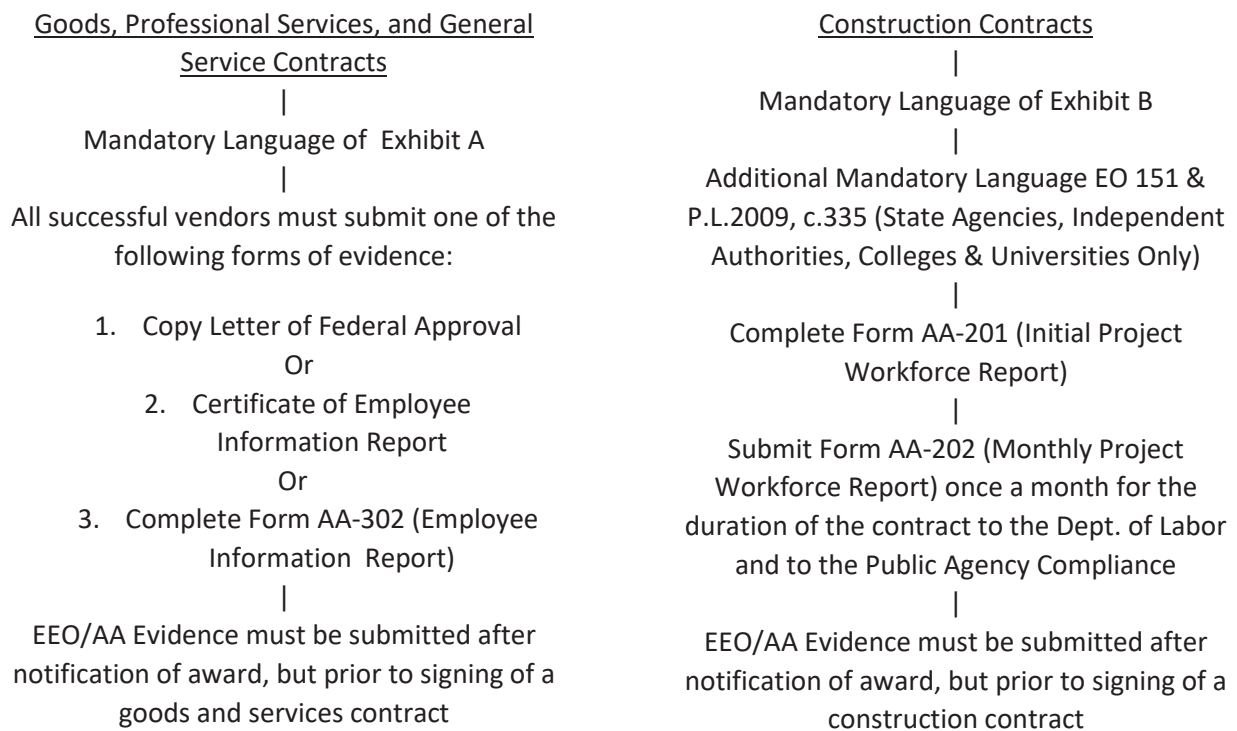 Goods, Professional Services, and General
Service Contracts
|
Mandatory Language of Exhibit A
|
All successful vendors must submit one of the
following forms of evidence:
1. Copy Letter of Federal Approval
Or
2. Certificate of Employee
Information Report
Or
3. Complete Form AA-302 (Employee
Information Report)
|
EEO/AA Evidence must be submitted after
notification of award, but prior to signing of a
goods and services contract
Construction Contracts
|
Mandatory Language of Exhibit B
|
Additional Mandatory Language EO 151 &
P.L.2009, c.335 (State Agencies, Independent
Authorities, Colleges & Universities Only)
|
Complete Form AA-201 (Initial Project
Workforce Report)
|
Submit Form AA-202 (Monthly Project
Workforce Report) once a month for the
duration of the contract to the Dept. of Labor
and to the Public Agency Compliance
|
EEO/AA Evidence must be submitted after
notification of award, but prior to signing of a
construction contract